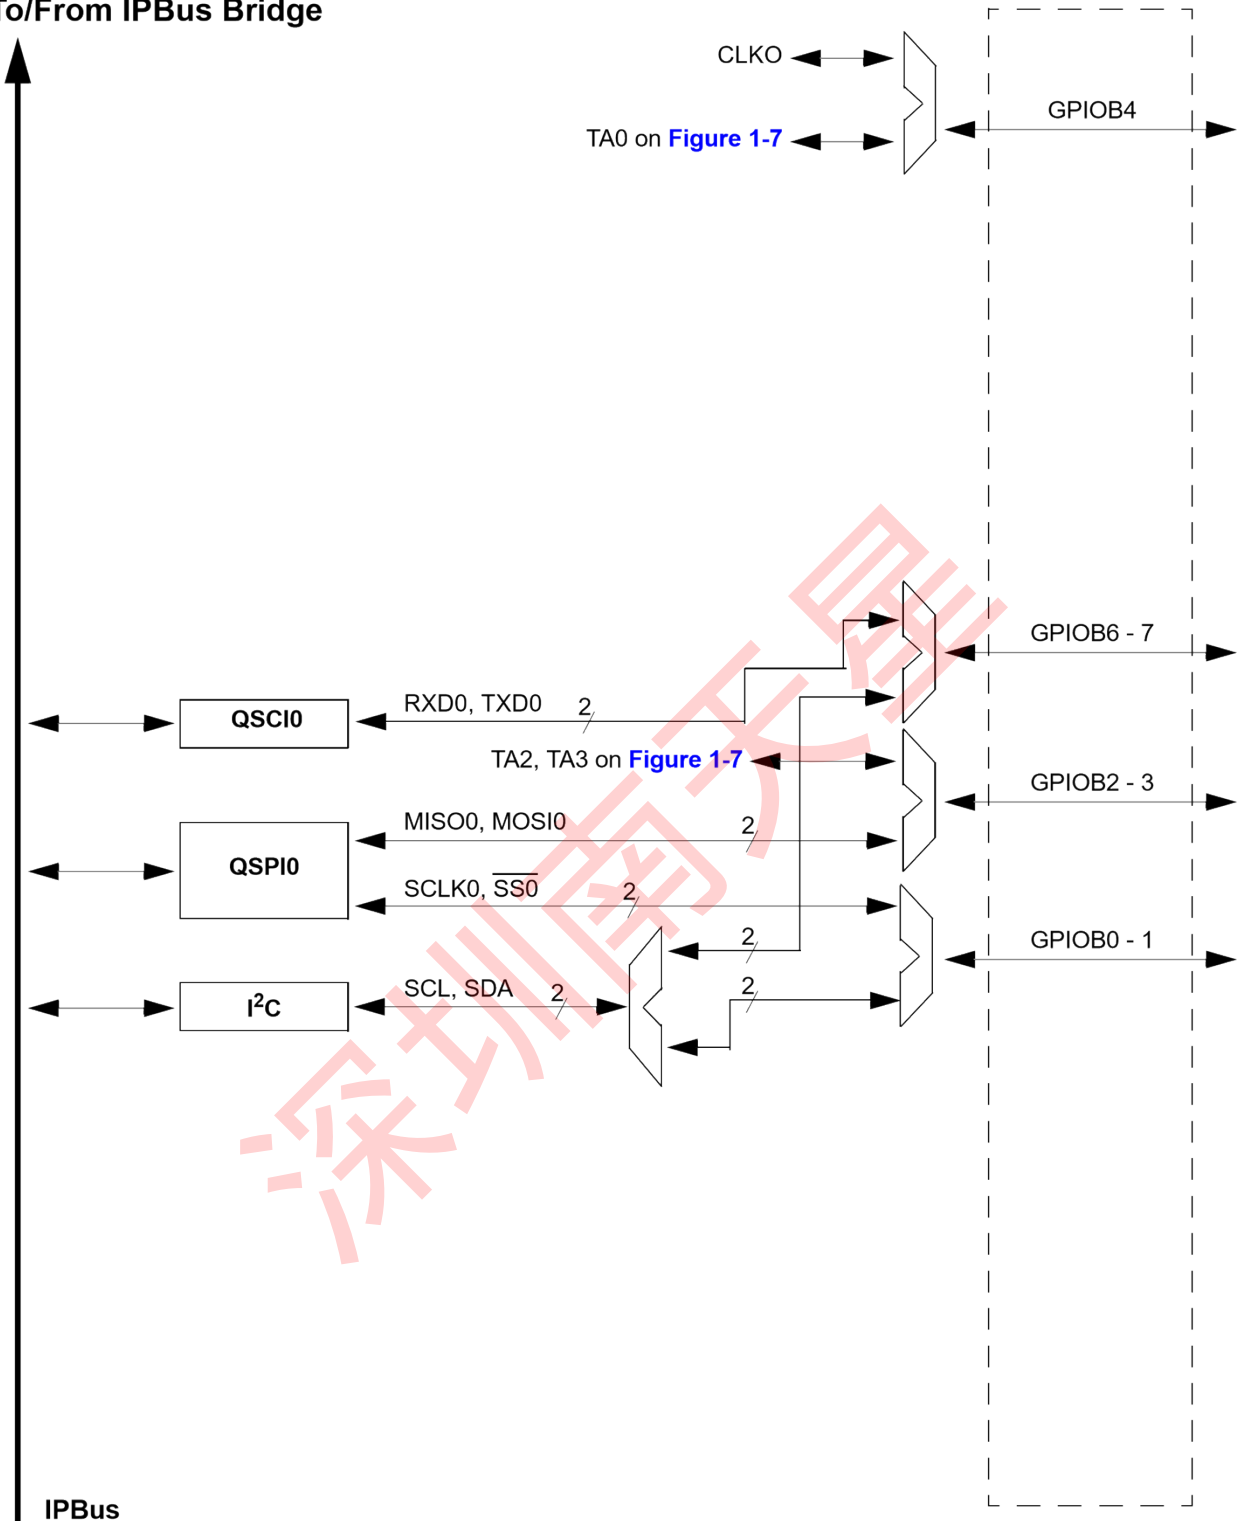 To/From IPBus Bridge
CLKO
GPIOB4
TA0 on Figure 1-7
GPIOB6 - 7
RXD0, TXD0
2
QSCI0
TA2, TA3 on Figure 1-7
GPIOB2 - 3
MISO0, MOSI0
2
QSPI0
SCLK0, SS0
2
2
GPIOB0 - 1
SCL, SDA
2
2
I²C
深圳南天星
IPBus